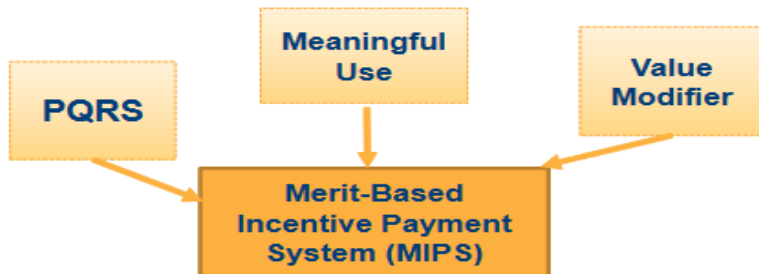 PQRS
Meaningful
Use
Value
Modifier
Merit-Based
Incentive Payment
System (MIPS)